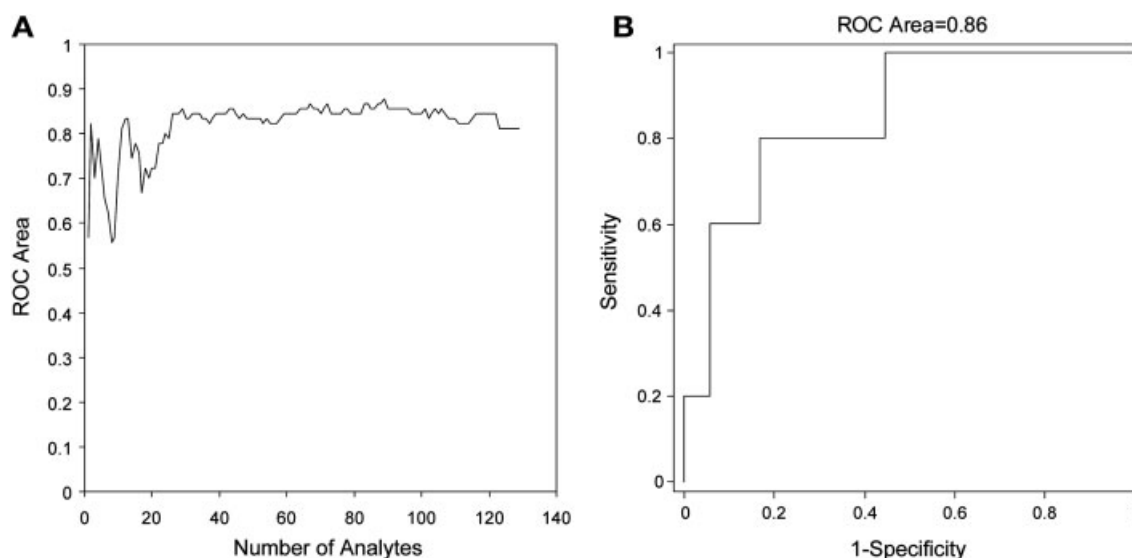 A
1
0.9
0.8
0.7
0.6
0.5
0.4
0.3
0.2
0.1
0
ROC Area
0 20 40 60 80 100 120 140
Number of Analytes
B
ROC Area=0.86
1
0.8
0.6
0.4
0.2
0
Sensitivity
0 0.2 0.4 0.6 0.8
1-Specificity